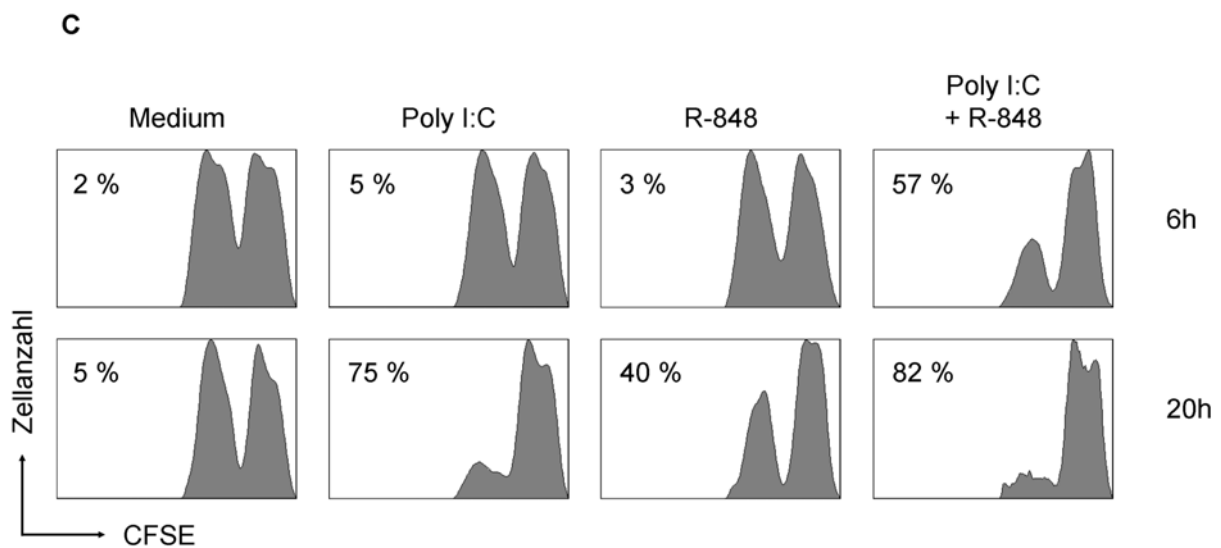 C
Medium
Poly I:C
R-848
Poly I:C
+ R-848
2 %
5 %
3 %
57 %
6h
5 %
75 %
40 %
82 %
20h
Zellanzahl
CFSE